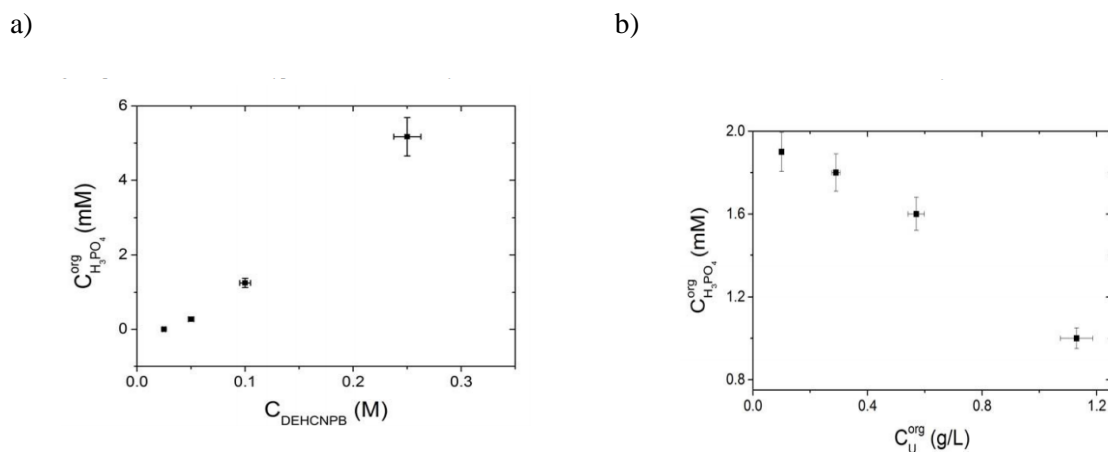 a)
b)
6
4
2
0
0.0 0.1 0.2 0.3
C_DEHCNPB (M)
C^org_H₃PO₄ (mM)
2.0
1.6
1.2
0.8
0.0 0.4 0.8 1.2
C^org_U (g/L)
C^org_H₃PO₄ (mM)